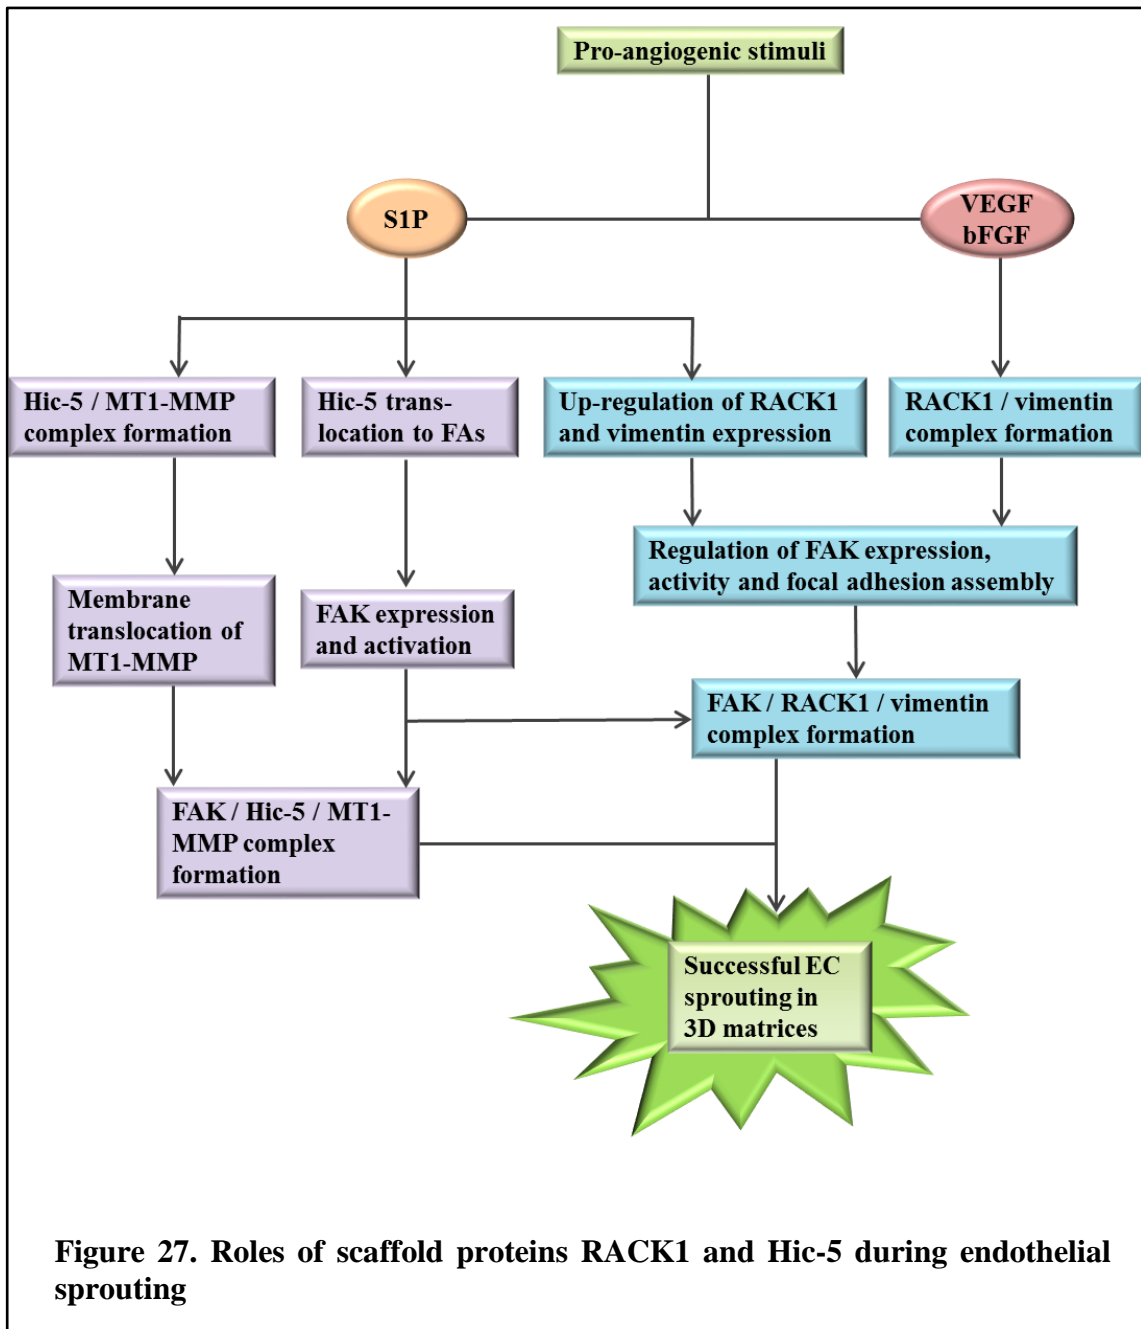 Pro-angiogenic stimuli
S1P
VEGF
bFGF
Hic-5 / MT1-MMP
complex formation
Hic-5 trans-
location to FAs
Up-regulation of RACK1
and vimentin expression
RACK1 / vimentin
complex formation
Regulation of FAK expression,
activity and focal adhesion assembly
Membrane
translocation of
MT1-MMP
FAK expression
and activation
FAK / RACK1 / vimentin
complex formation
FAK / Hic-5 / MT1-
MMP complex
formation
Successful EC
sprouting in
3D matrices
Figure 27. Roles of scaffold proteins RACK1 and Hic-5 during endothelial
sprouting